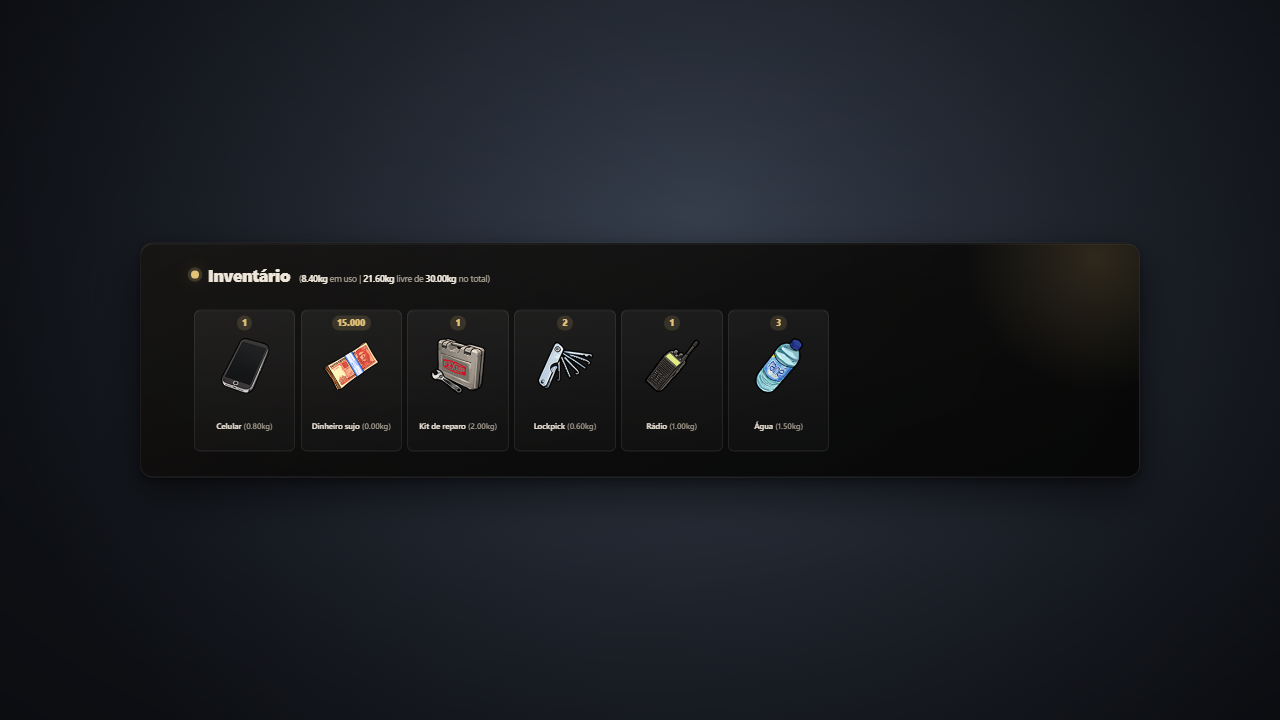 Inventário (8.40kg em uso | 21.60kg livre de 30.00kg no total)
1
15.000
1
2
1
3
Celular (0.80kg)
Dinheiro sujo (0.00kg)
Kit de reparo (2.00kg)
Lockpick (0.60kg)
Rádio (1.00kg)
Água (1.50kg)